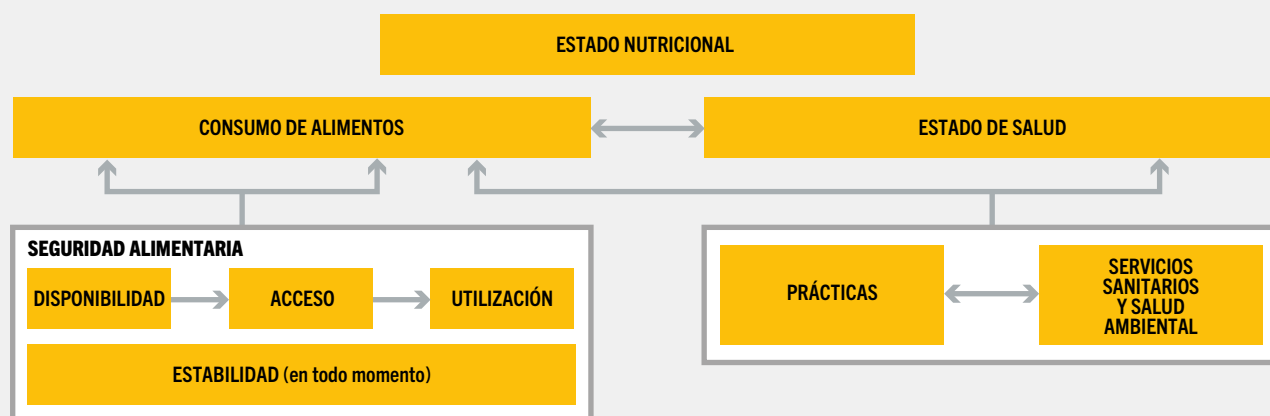 ESTADO NUTRICIONAL
CONSUMO DE ALIMENTOS
ESTADO DE SALUD
SEGURIDAD ALIMENTARIA
DISPONIBILIDAD
ACCESO
UTILIZACIÓN
ESTABILIDAD (en todo momento)
PRÁCTICAS
SERVICIOS
SANITARIOS
Y SALUD
AMBIENTAL